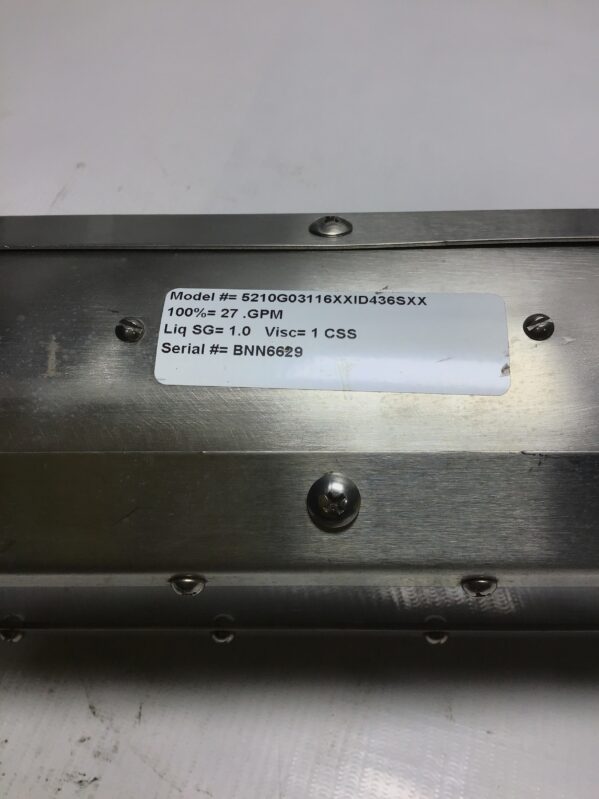 Model #= 5210G03116XXID436SXX
100%= 27 .GPM
Liq SG= 1.0 Visc= 1 CSS
Serial #= BNN6629